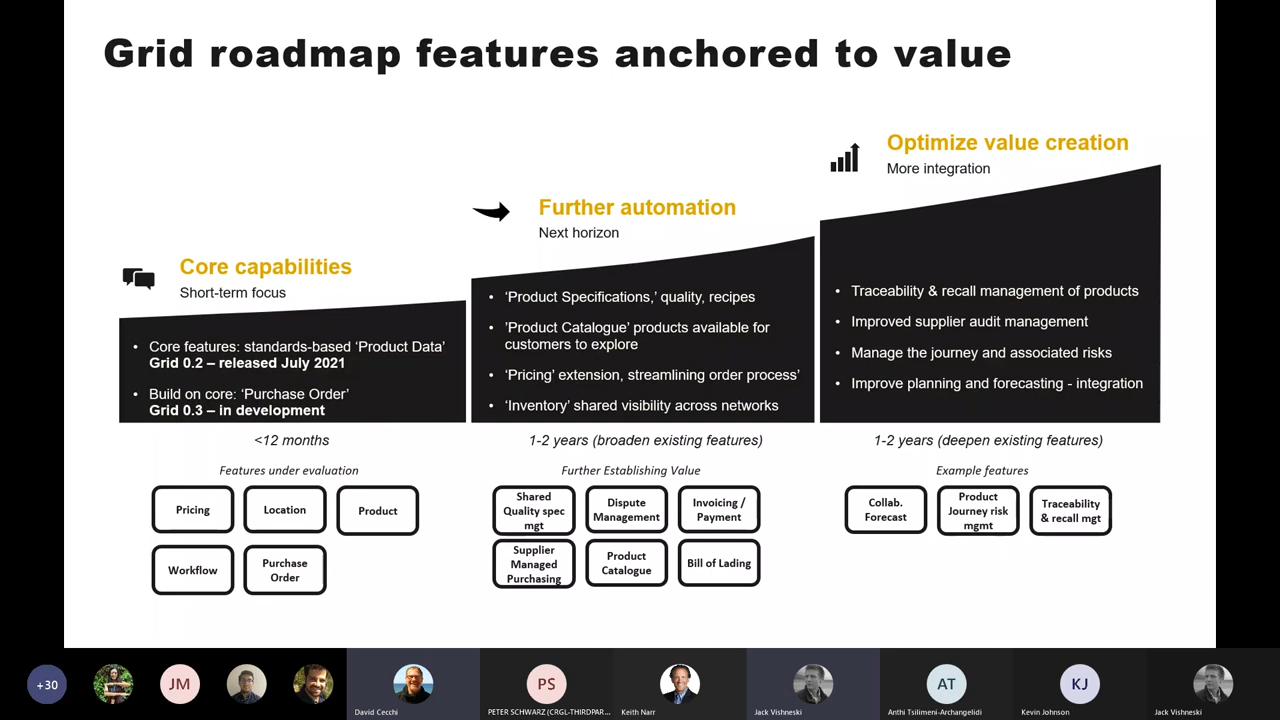 Grid roadmap features anchored to value
Core capabilities
Short-term focus
• Core features: standards-based ‘Product Data’
Grid 0.2 – released July 2021
• Build on core: ‘Purchase Order’
Grid 0.3 – in development
<12 months
Features under evaluation
Pricing
Location
Product
Workflow
Purchase
Order
Further automation
Next horizon
• ‘Product Specifications,’ quality, recipes
• ’Product Catalogue’ products available for
customers to explore
• ‘Pricing’ extension, streamlining order process’
• ‘Inventory’ shared visibility across networks
1-2 years (broaden existing features)
Further Establishing Value
Shared
Quality spec
mgt
Dispute
Management
Invoicing /
Payment
Supplier
Managed
Purchasing
Product
Catalogue
Bill of Lading
Optimize value creation
More integration
• Traceability & recall management of products
• Improved supplier audit management
• Manage the journey and associated risks
• Improve planning and forecasting - integration
1-2 years (deepen existing features)
Example features
Collab.
Forecast
Product
Journey risk
mgmt
Traceability
& recall mgt
+30
JM
David Cecchi
PS
PETER SCHWARZ (CRGL-THIRDPAR...
Keith Narr
Jack Vishneski
AT
Anthi Tsilimeni-Archangelidi
KJ
Kevin Johnson
Jack Vishneski